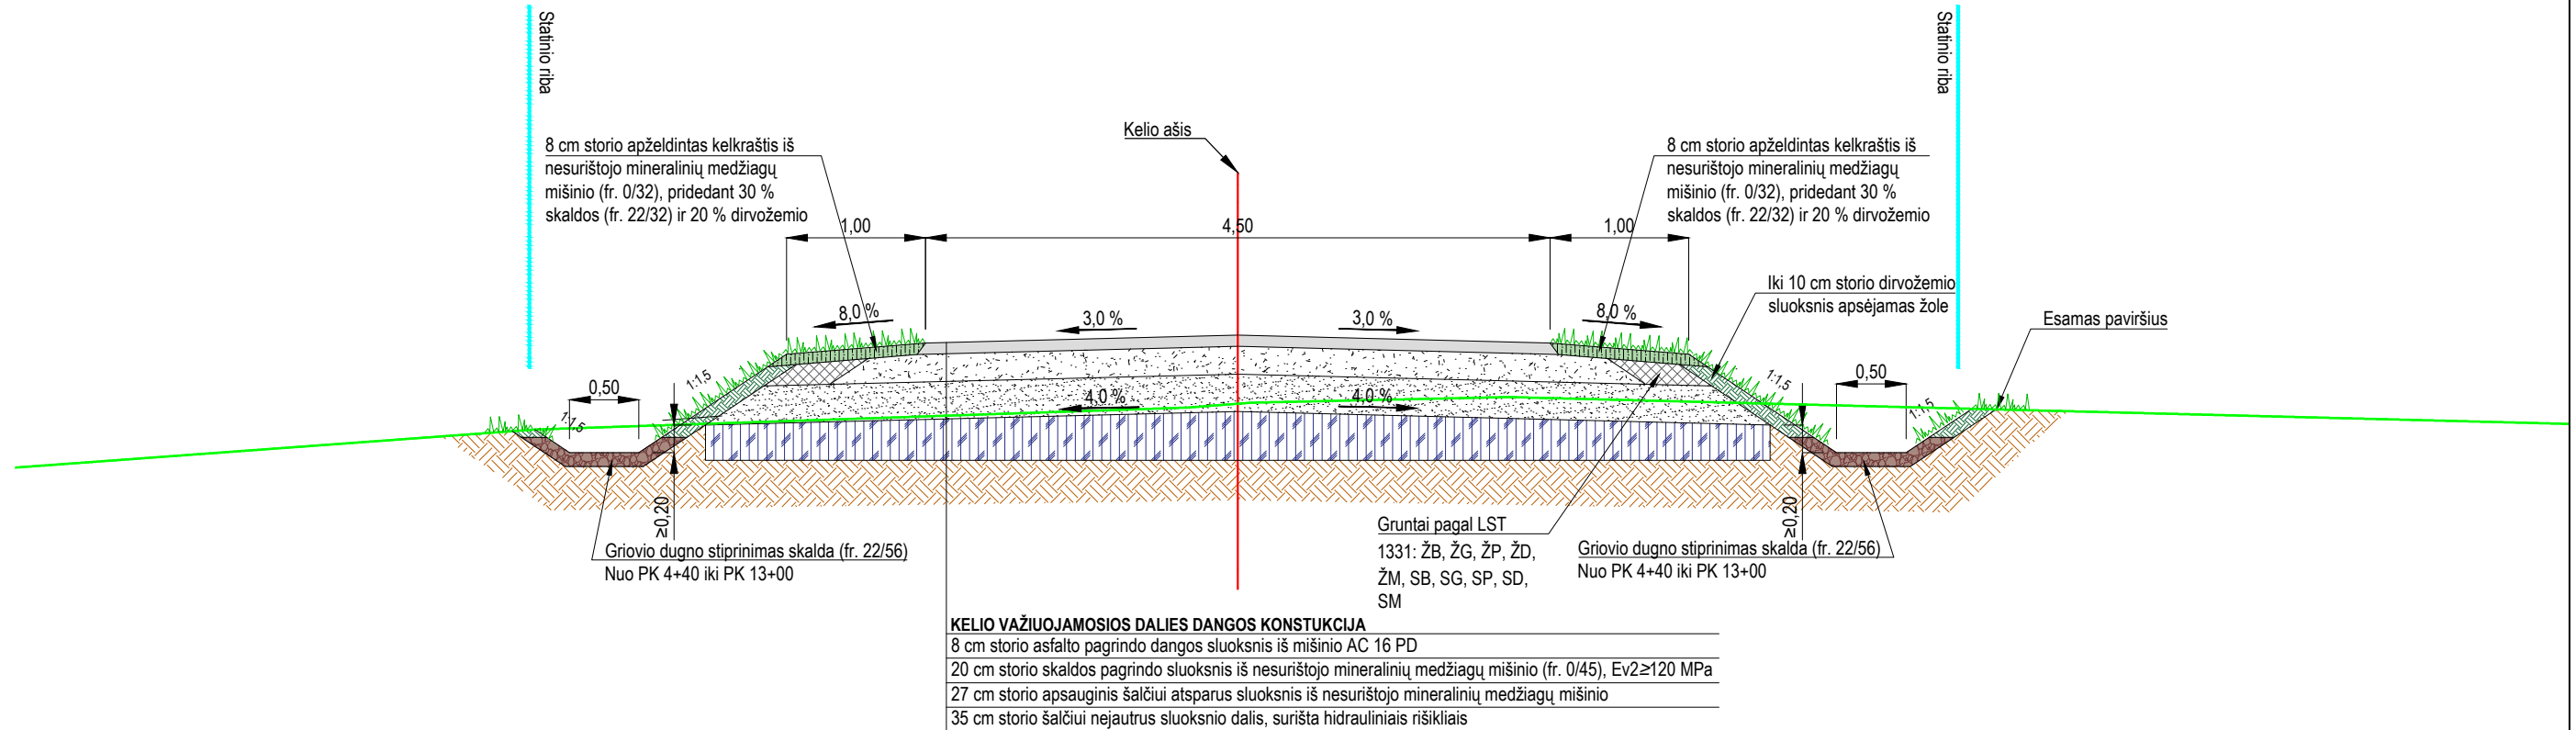 Statinio riba
Statinio riba
Kelio ašis
8 cm storio apželdintas kelkraštis iš
nesurištojo mineralinių medžiagų
mišinio (fr. 0/32), pridedant 30 %
skaldos (fr. 22/32) ir 20 % dirvožemio
8 cm storio apželdintas kelkraštis iš
nesurištojo mineralinių medžiagų
mišinio (fr. 0/32), pridedant 30 %
skaldos (fr. 22/32) ir 20 % dirvožemio
1,00
4,50
1,00
Iki 10 cm storio dirvožemio
sluoksnis apsėjamas žole
Esamas paviršius
8,0 %
3,0 %
3,0 %
8,0 %
1:1,5
0,50
1:1,5
4,0 %
4,0 %
1:1,5
0,50
1:1,5
≥0,20
≥0,20
Griovio dugno stiprinimas skalda (fr. 22/56)
Nuo PK 4+40 iki PK 13+00
Gruntai pagal LST
1331: ŽB, ŽG, ŽP, ŽD,
ŽM, SB, SG, SP, SD,
SM
Griovio dugno stiprinimas skalda (fr. 22/56)
Nuo PK 4+40 iki PK 13+00
KELIO VAŽIUOJAMOSIOS DALIES DANGOS KONSTUKCIJA
8 cm storio asfalto pagrindo dangos sluoksnis iš mišinio AC 16 PD
20 cm storio skaldos pagrindo sluoksnis iš nesurištojo mineralinių medžiagų mišinio (fr. 0/45), Ev2≥120 MPa
27 cm storio apsauginis šalčiui atsparus sluoksnis iš nesurištojo mineralinių medžiagų mišinio
35 cm storio šalčiui nejautrus sluoksnio dalis, surišta hidrauliniais rišikliais